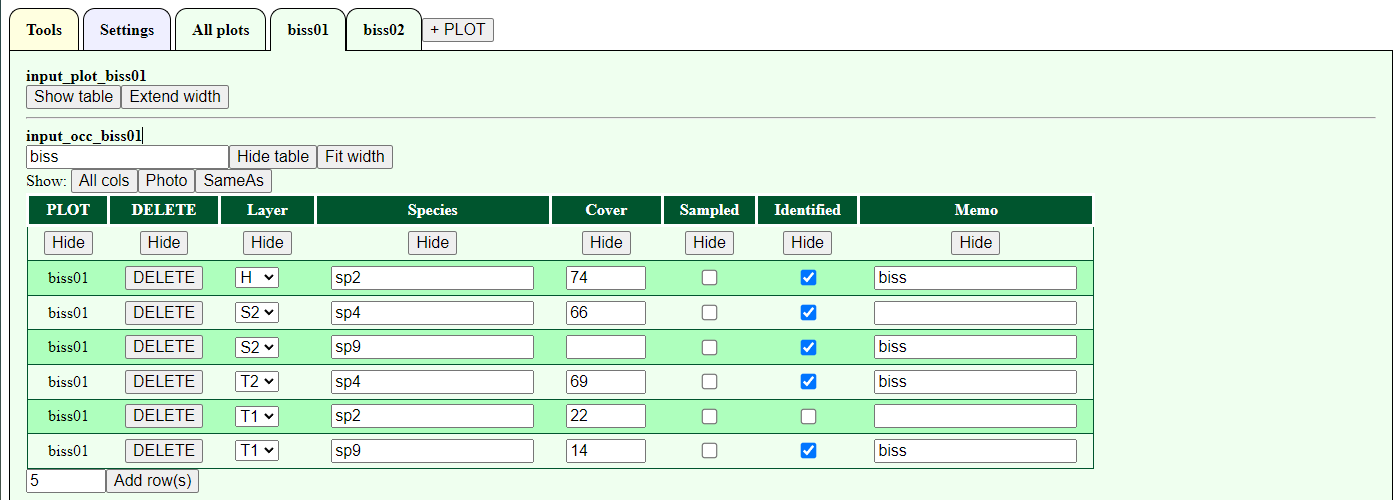 Tools Settings All plots biss01 biss02 + PLOT
input_plot_biss01
Show table Extend width
input_occ_biss01
biss Hide table Fit width
Show: All cols Photo SameAs
PLOT DELETE Layer Species Cover Sampled Identified Memo
Hide Hide Hide Hide Hide Hide Hide Hide
biss01 DELETE H sp2 74 biss
biss01 DELETE S2 sp4 66
biss01 DELETE S2 sp9 biss
biss01 DELETE T2 sp4 69 biss
biss01 DELETE T1 sp2 22
biss01 DELETE T1 sp9 14 biss
5 Add row(s)